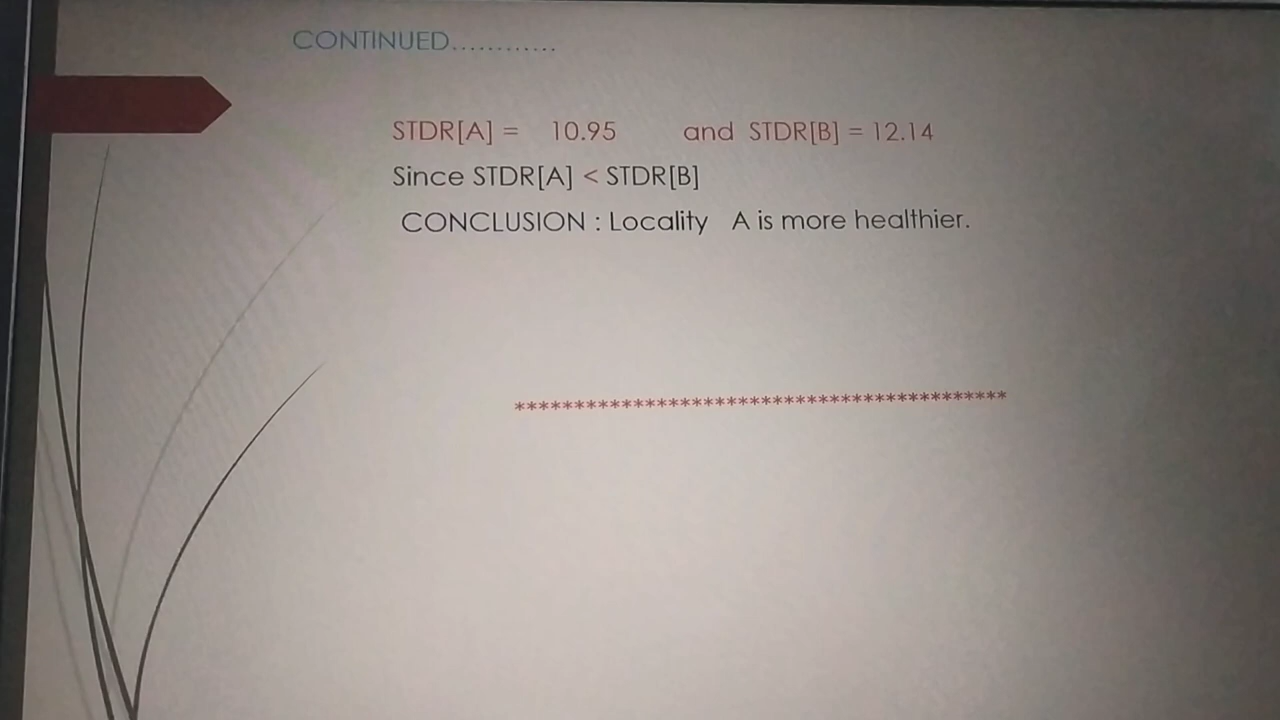 CONTINUED............
STDR[A] = 10.95 and STDR[B] = 12.14
Since STDR[A] < STDR[B]
CONCLUSION : Locality A is more healthier.
******************************************